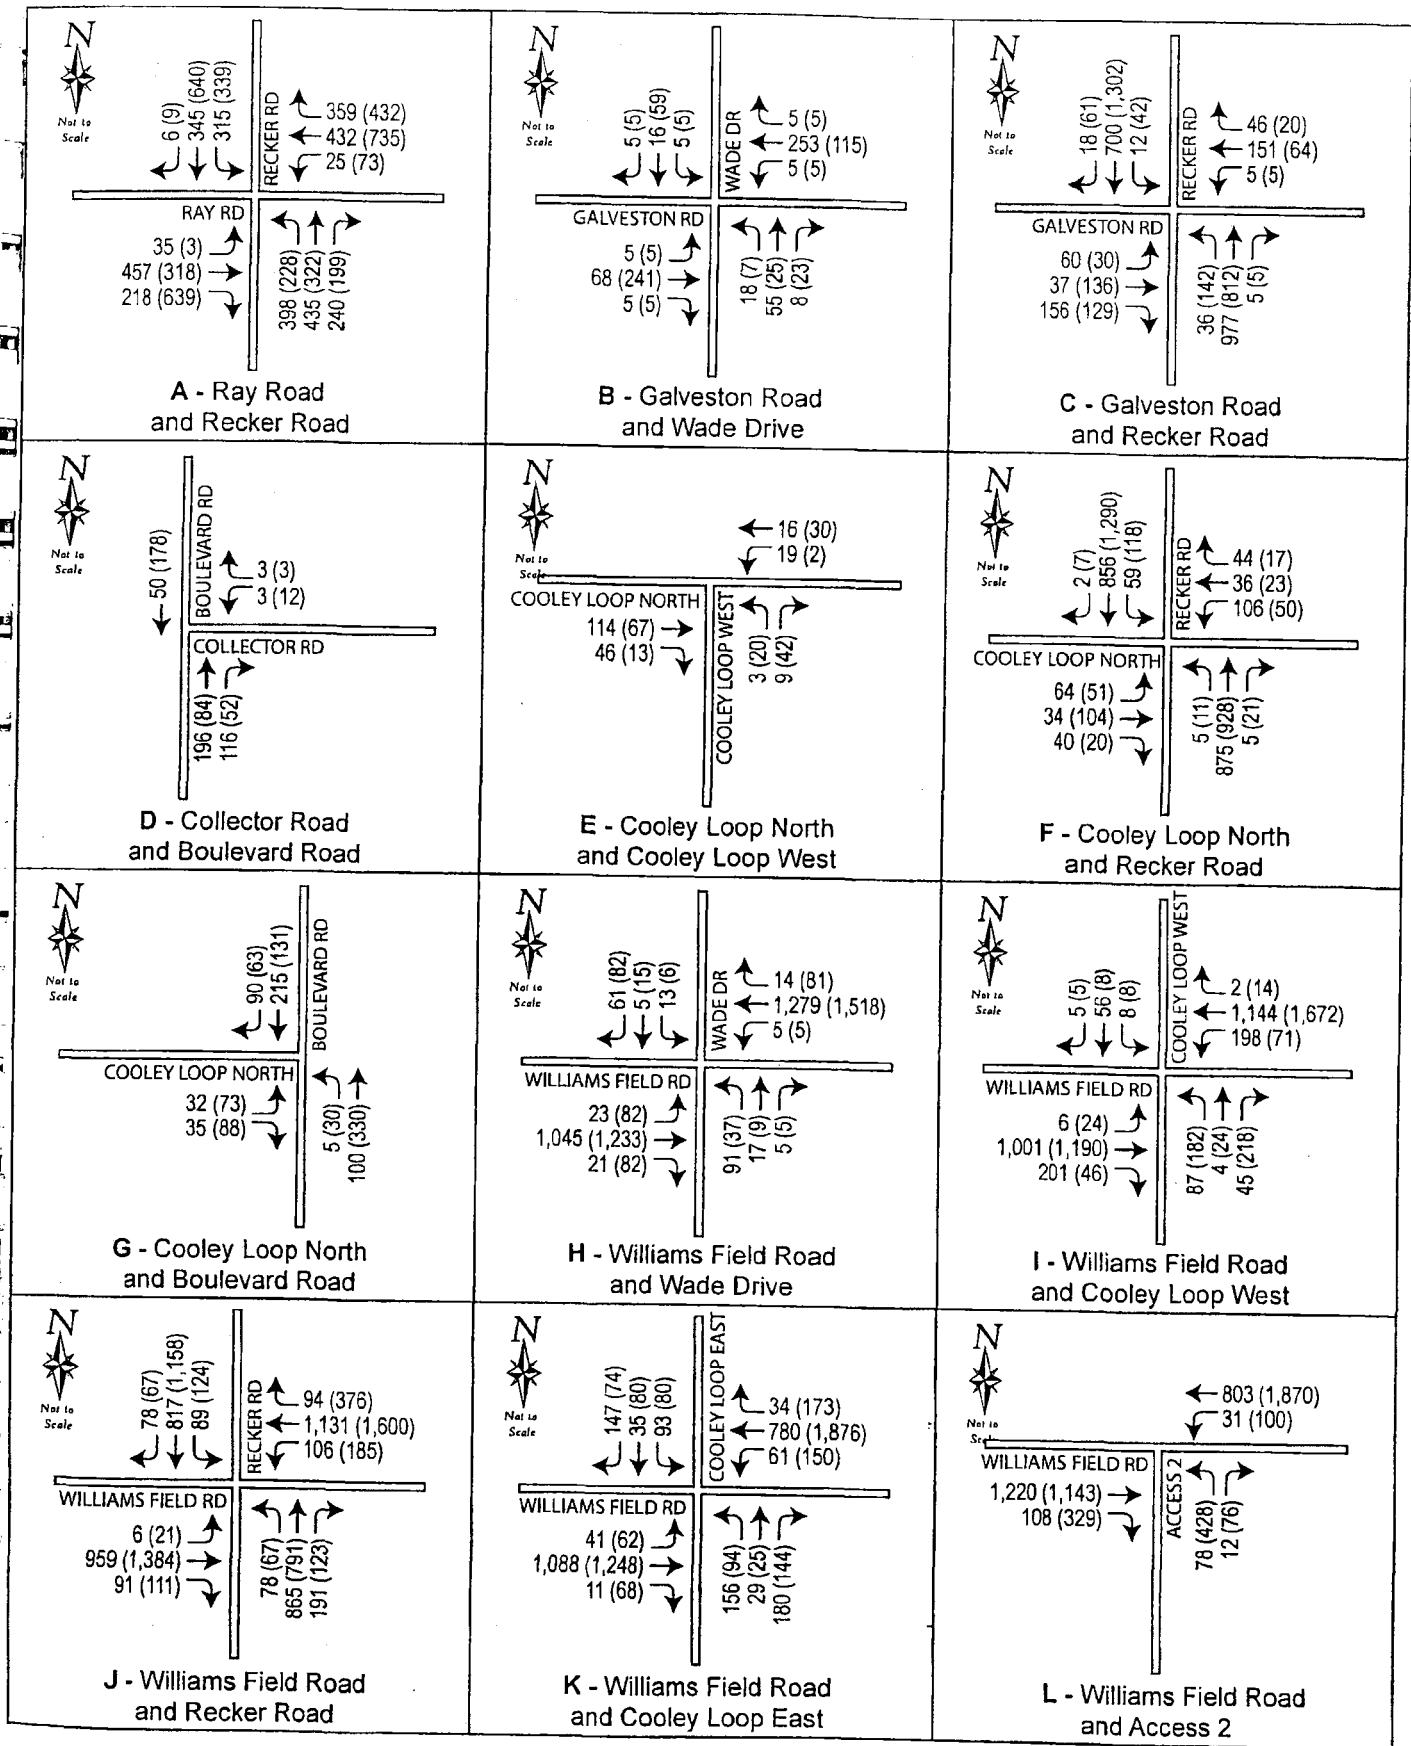 N
Not to
Scale
6 (9)
345 (640)
315 (339)
RECKER RD
359 (432)
432 (735)
25 (73)
RAY RD
35 (3)
457 (318)
218 (639)
398 (228)
435 (322)
240 (199)
A - Ray Road
and Recker Road
N
Not to
Scale
5 (5)
16 (59)
5 (5)
WADE DR
5 (5)
253 (115)
5 (5)
GALVESTON RD
5 (5)
68 (241)
5 (5)
18 (7)
55 (25)
8 (23)
B - Galveston Road
and Wade Drive
N
Not to
Scale
18 (61)
700 (1,302)
12 (42)
RECKER RD
46 (20)
151 (64)
5 (5)
GALVESTON RD
60 (30)
37 (136)
156 (129)
36 (142)
977 (812)
5 (5)
C - Galveston Road
and Recker Road
N
Not to
Scale
50 (178)
BOULEVARD RD
3 (3)
3 (12)
COLLECTOR RD
196 (84)
116 (52)
D - Collector Road
and Boulevard Road
N
Not to
Scale
16 (30)
19 (2)
COOLEY LOOP NORTH
114 (67)
46 (13)
COOLEY LOOP WEST
3 (20)
9 (42)
E - Cooley Loop North
and Cooley Loop West
N
Not to
Scale
2 (7)
856 (1,290)
59 (118)
RECKER RD
44 (17)
36 (23)
106 (50)
COOLEY LOOP NORTH
64 (51)
34 (104)
40 (20)
5 (11)
875 (928)
5 (21)
F - Cooley Loop North
and Recker Road
N
Not to
Scale
90 (63)
215 (131)
BOULEVARD RD
COOLEY LOOP NORTH
32 (73)
35 (88)
5 (30)
100 (330)
G - Cooley Loop North
and Boulevard Road
N
Not to
Scale
61 (82)
5 (15)
13 (6)
WADE DR
14 (81)
1,279 (1,518)
5 (5)
WILLIAMS FIELD RD
23 (82)
1,045 (1,233)
21 (82)
91 (37)
17 (9)
5 (5)
H - Williams Field Road
and Wade Drive
N
Not to
Scale
5 (5)
56 (8)
8 (8)
COOLEY LOOP WEST
2 (14)
1,144 (1,672)
198 (71)
WILLIAMS FIELD RD
6 (24)
1,001 (1,190)
201 (46)
87 (182)
4 (24)
45 (218)
I - Williams Field Road
and Cooley Loop West
N
Not to
Scale
78 (67)
817 (1,158)
89 (124)
RECKER RD
94 (376)
1,131 (1,600)
106 (185)
WILLIAMS FIELD RD
6 (21)
959 (1,384)
91 (111)
78 (67)
865 (791)
191 (123)
J - Williams Field Road
and Recker Road
N
Not to
Scale
147 (74)
35 (80)
93 (80)
COOLEY LOOP EAST
34 (173)
780 (1,876)
61 (150)
WILLIAMS FIELD RD
41 (62)
1,088 (1,248)
11 (68)
156 (94)
29 (25)
180 (144)
K - Williams Field Road
and Cooley Loop East
N
Not to
Scale
803 (1,870)
31 (100)
WILLIAMS FIELD RD
1,220 (1,143)
108 (329)
ACCESS 2
78 (428)
12 (76)
L - Williams Field Road
and Access 2